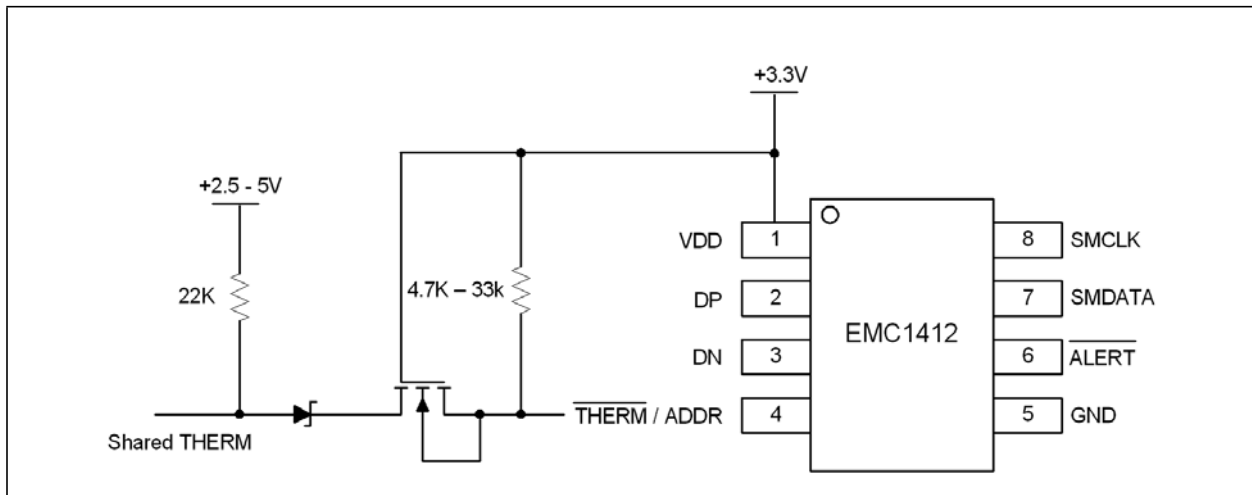 +3.3V
+2.5 - 5V
22K
4.7K – 33k
Shared THERM
THERM / ADDR
VDD
DP
DN
1
2
3
4
EMC1412
8
7
6
5
SMCLK
SMDATA
ALERT
GND